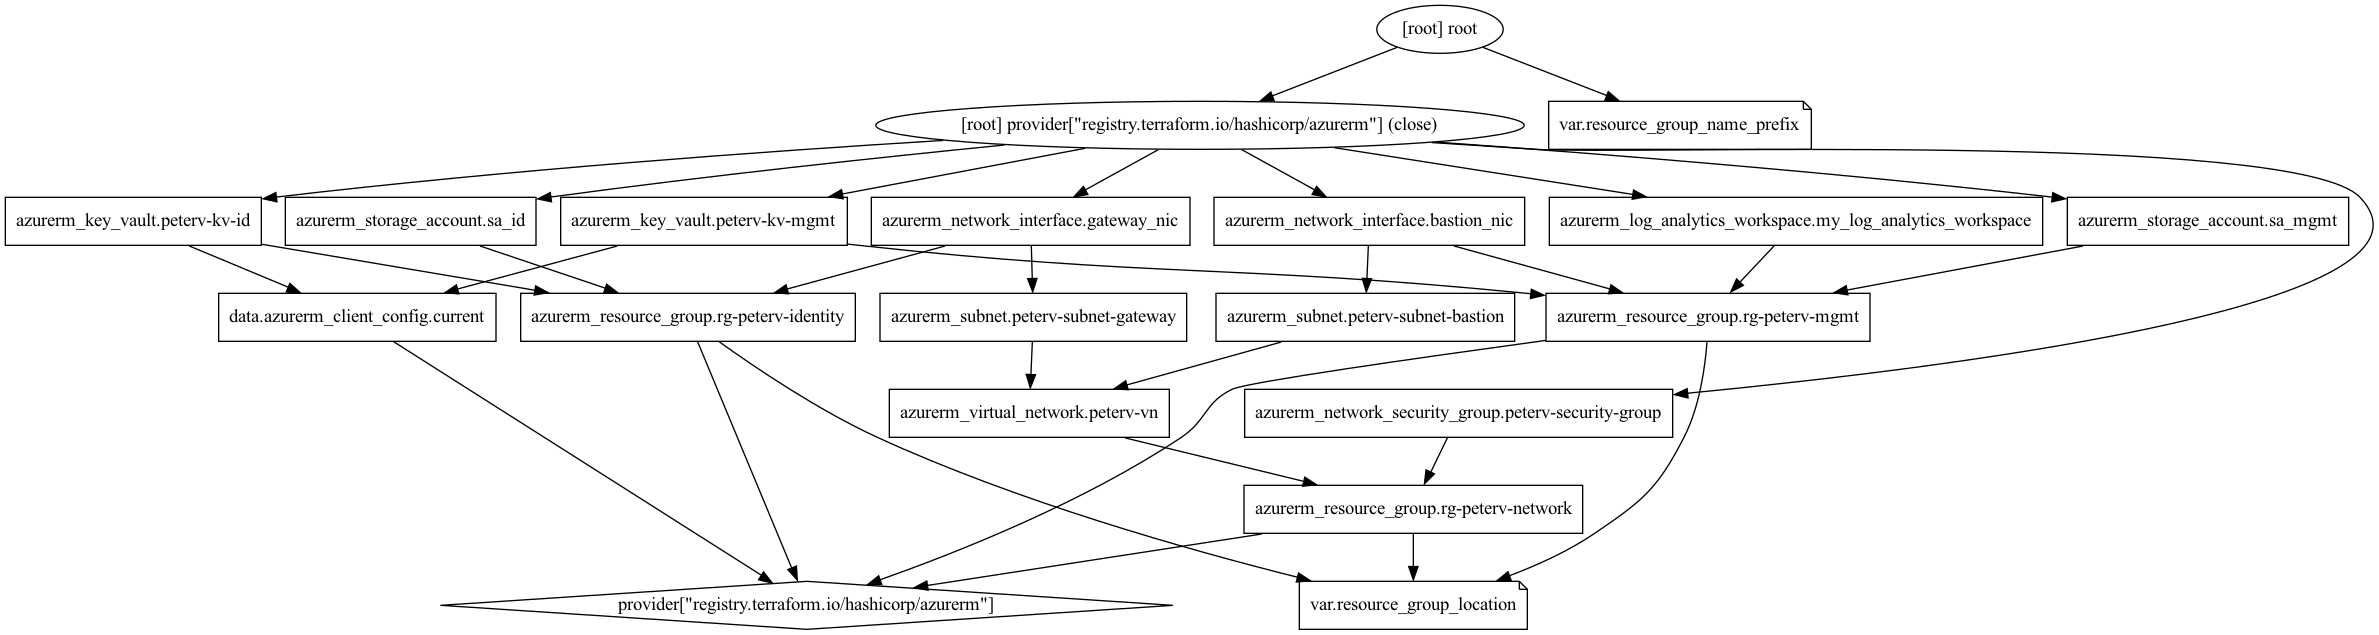 [root] root
[root] provider["registry.terraform.io/hashicorp/azurerm"] (close)
var.resource_group_name_prefix
azurerm_key_vault.peterv-kv-id
azurerm_storage_account.sa_id
azurerm_key_vault.peterv-kv-mgmt
azurerm_network_interface.gateway_nic
azurerm_network_interface.bastion_nic
azurerm_log_analytics_workspace.my_log_analytics_workspace
azurerm_storage_account.sa_mgmt
data.azurerm_client_config.current
azurerm_resource_group.rg-peterv-identity
azurerm_subnet.peterv-subnet-gateway
azurerm_subnet.peterv-subnet-bastion
azurerm_resource_group.rg-peterv-mgmt
azurerm_virtual_network.peterv-vn
azurerm_network_security_group.peterv-security-group
azurerm_resource_group.rg-peterv-network
provider["registry.terraform.io/hashicorp/azurerm"]
var.resource_group_location